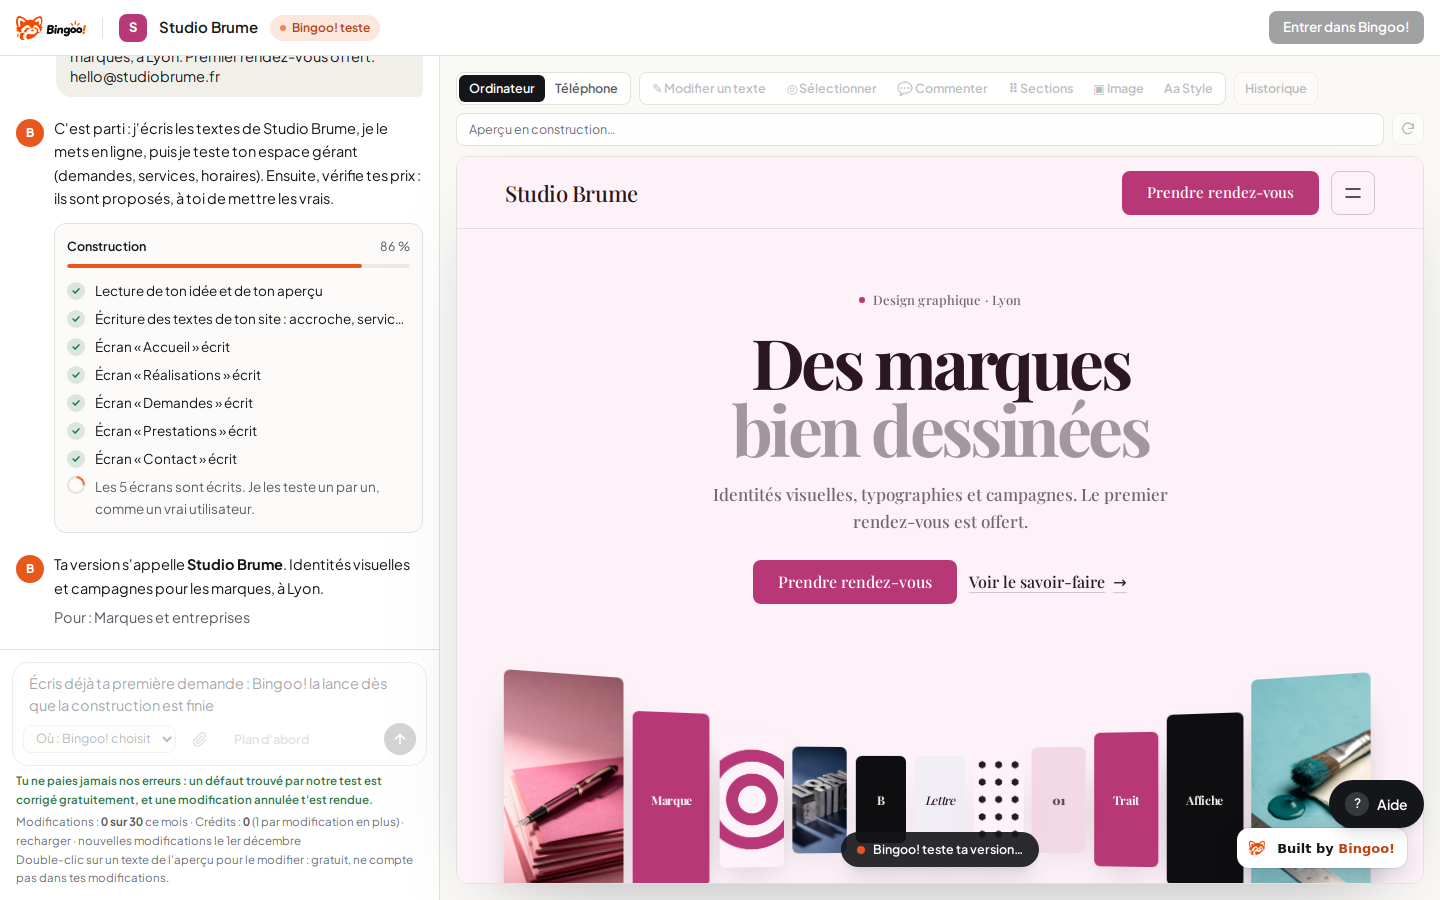 Bingoo!
S
Studio Brume
Bingoo! teste
Entrer dans Bingoo!
marques, à Lyon. Premier rendez-vous offert.
hello@studiobrume.fr
B
C'est parti : j'écris les textes de Studio Brume, je le
mets en ligne, puis je teste ton espace gérant
(demandes, services, horaires). Ensuite, vérifie tes prix :
ils sont proposés, à toi de mettre les vrais.
Construction
86 %
Lecture de ton idée et de ton aperçu
Écriture des textes de ton site : accroche, servic...
Écran « Accueil » écrit
Écran « Réalisations » écrit
Écran « Demandes » écrit
Écran « Prestations » écrit
Écran « Contact » écrit
Les 5 écrans sont écrits. Je les teste un par un,
comme un vrai utilisateur.
B
Ta version s'appelle Studio Brume. Identités visuelles
et campagnes pour les marques, à Lyon.
Pour : Marques et entreprises
Écris déjà ta première demande : Bingoo! la lance dès
que la construction est finie
Où : Bingoo! choisit
Plan d'abord
Tu ne paies jamais nos erreurs : un défaut trouvé par notre test est
corrigé gratuitement, et une modification annulée t'est rendue.
Modifications : 0 sur 30 ce mois · Crédits : 0 (1 par modification en plus) ·
recharger · nouvelles modifications le 1er décembre
Double-clic sur un texte de l'aperçu pour le modifier : gratuit, ne compte
pas dans tes modifications.
Ordinateur
Téléphone
Modifier un texte
Sélectionner
Commenter
Sections
Image
Aa Style
Historique
Aperçu en construction...
Studio Brume
Prendre rendez-vous
Design graphique · Lyon
Des marques
bien dessinées
Identités visuelles, typographies et campagnes. Le premier
rendez-vous est offert.
Prendre rendez-vous
Voir le savoir-faire →
Marque
B
Lettre
01
Trait
Affiche
Bingoo! teste ta version...
? Aide
Built by Bingoo!